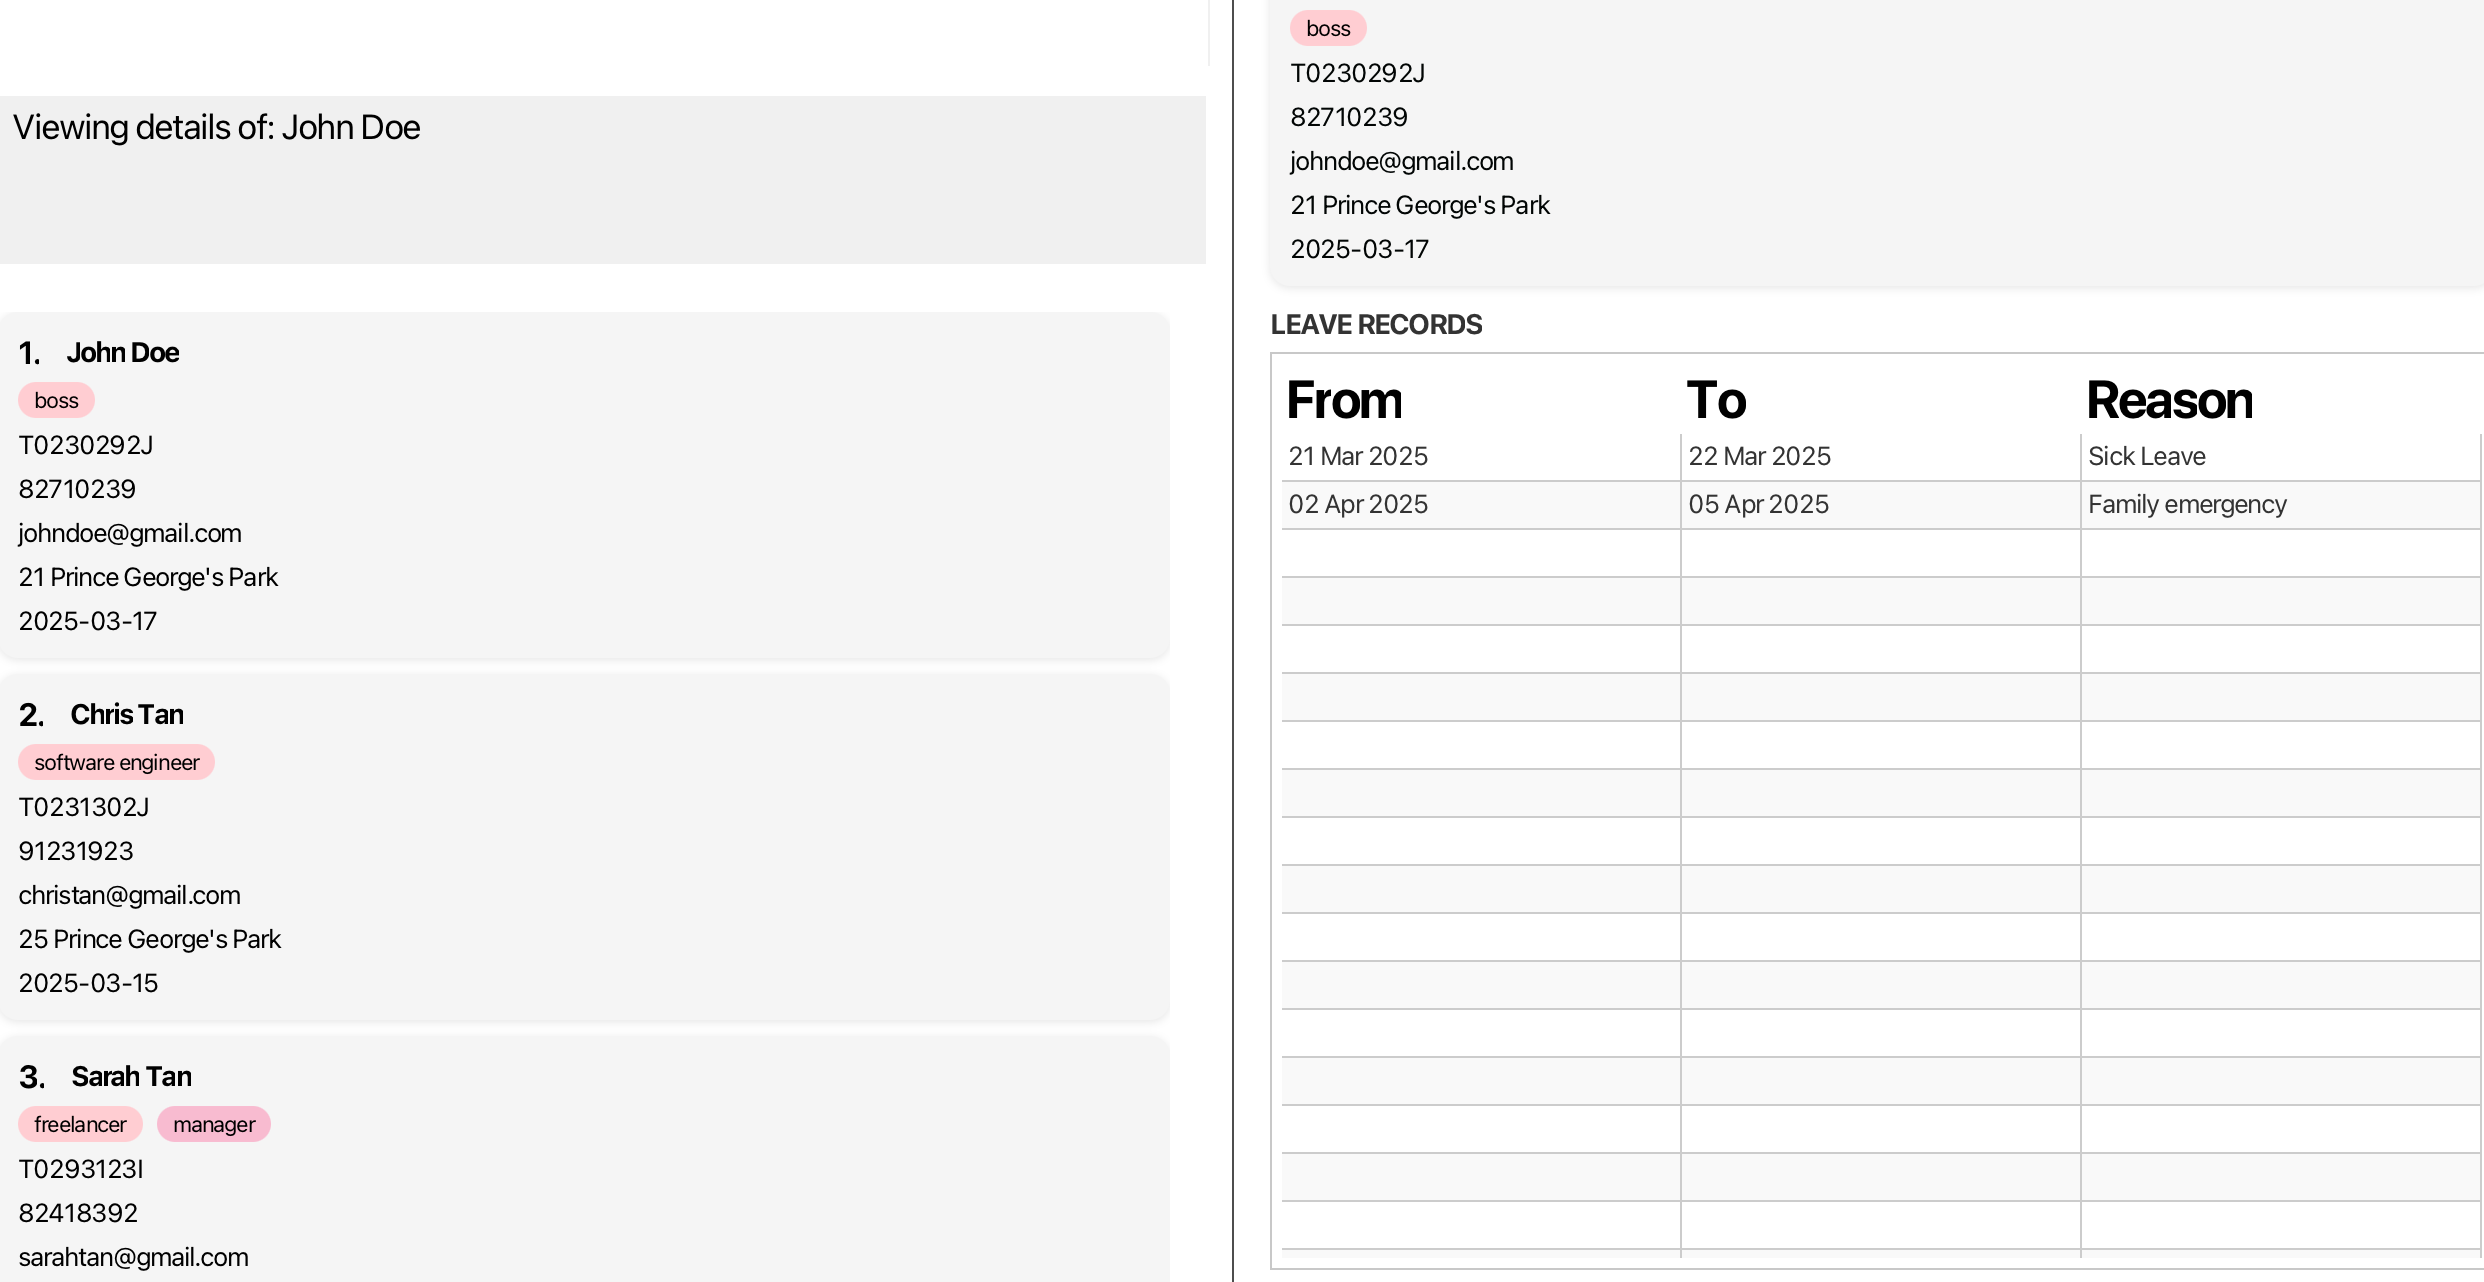 Viewing details of: John Doe
1. John Doe
boss
T0230292J
82710239
johndoe@gmail.com
21 Prince George's Park
2025-03-17
2. Chris Tan
software engineer
T0231302J
91231923
christan@gmail.com
25 Prince George's Park
2025-03-15
3. Sarah Tan
freelancer manager
T0293123I
82418392
sarahtan@gmail.com
boss
T0230292J
82710239
johndoe@gmail.com
21 Prince George's Park
2025-03-17
LEAVE RECORDS
From To Reason
21 Mar 2025 22 Mar 2025 Sick Leave
02 Apr 2025 05 Apr 2025 Family emergency